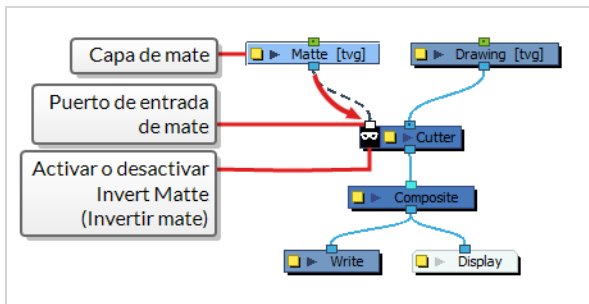 Capa de mate
Matte [tvg]
Drawing [tvg]
Puerto de entrada
de mate
Cutter
Activar o desactivar
Invert Matte
(Invertir mate)
Composite
Write
Display